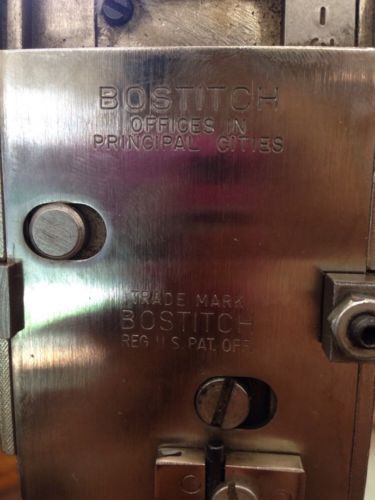 BOSTITCH
OFFICES IN
PRINCIPAL CITIES
TRADE MARK
BOSTITCH
REG. U.S. PAT. OFF.